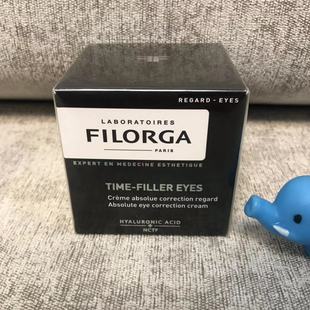 REGARD - EYES
LABORATOIRES
FILORGA
PARIS
EXPERT EN MEDECINE ESTHETIQUE
TIME-FILLER EYES
Crème absolue correction regard
Absolute eye correction cream
HYALURONIC ACID
+
NCTF